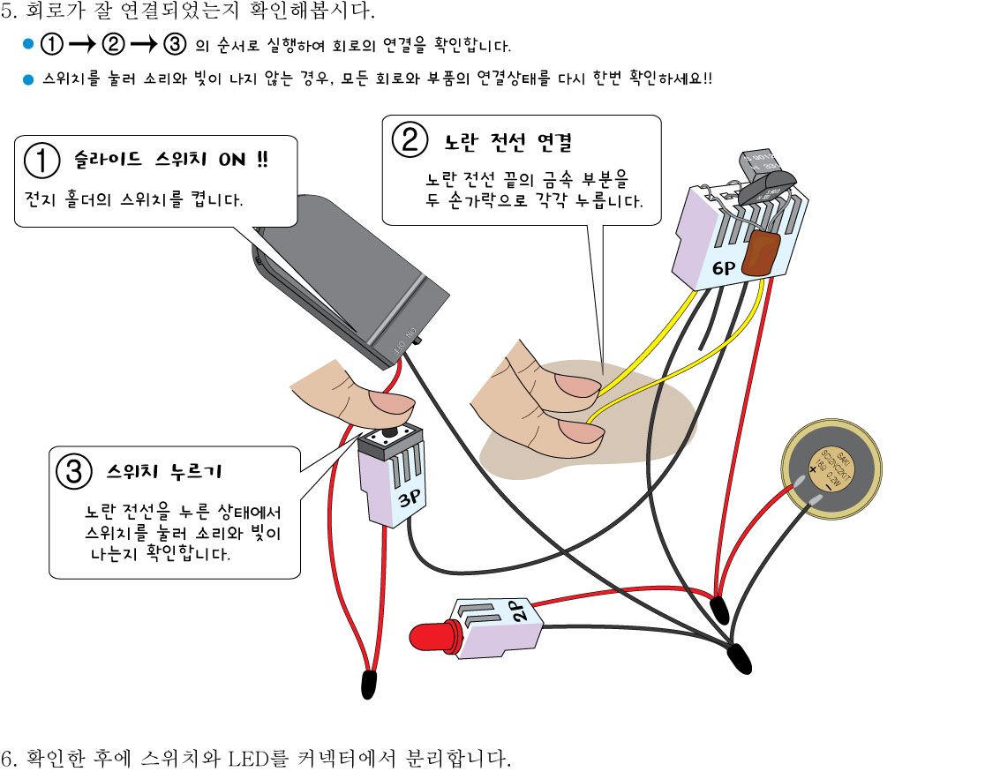 5. 회로가 잘 연결되었는지 확인해봅시다.
● ①→②→③ 의 순서로 실행하여 회로의 연결을 확인합니다.
● 스위치를 눌러 소리와 빛이 나지 않는 경우, 모든 회로와 부품의 연결상태를 다시 한번 확인하세요!!
① 슬라이드 스위치 ON !!
전지 홀더의 스위치를 켭니다.
② 노란 전선 연결
노란 전선 끝의 금속 부분을
두 손가락으로 각각 누릅니다.
6P
③ 스위치 누르기
노란 전선을 누른 상태에서
스위치를 눌러 소리와 빛이
나는지 확인합니다.
3P
2P
SAKI
16Ω 0.2W
+ −
6. 확인한 후에 스위치와 LED를 커넥터에서 분리합니다.